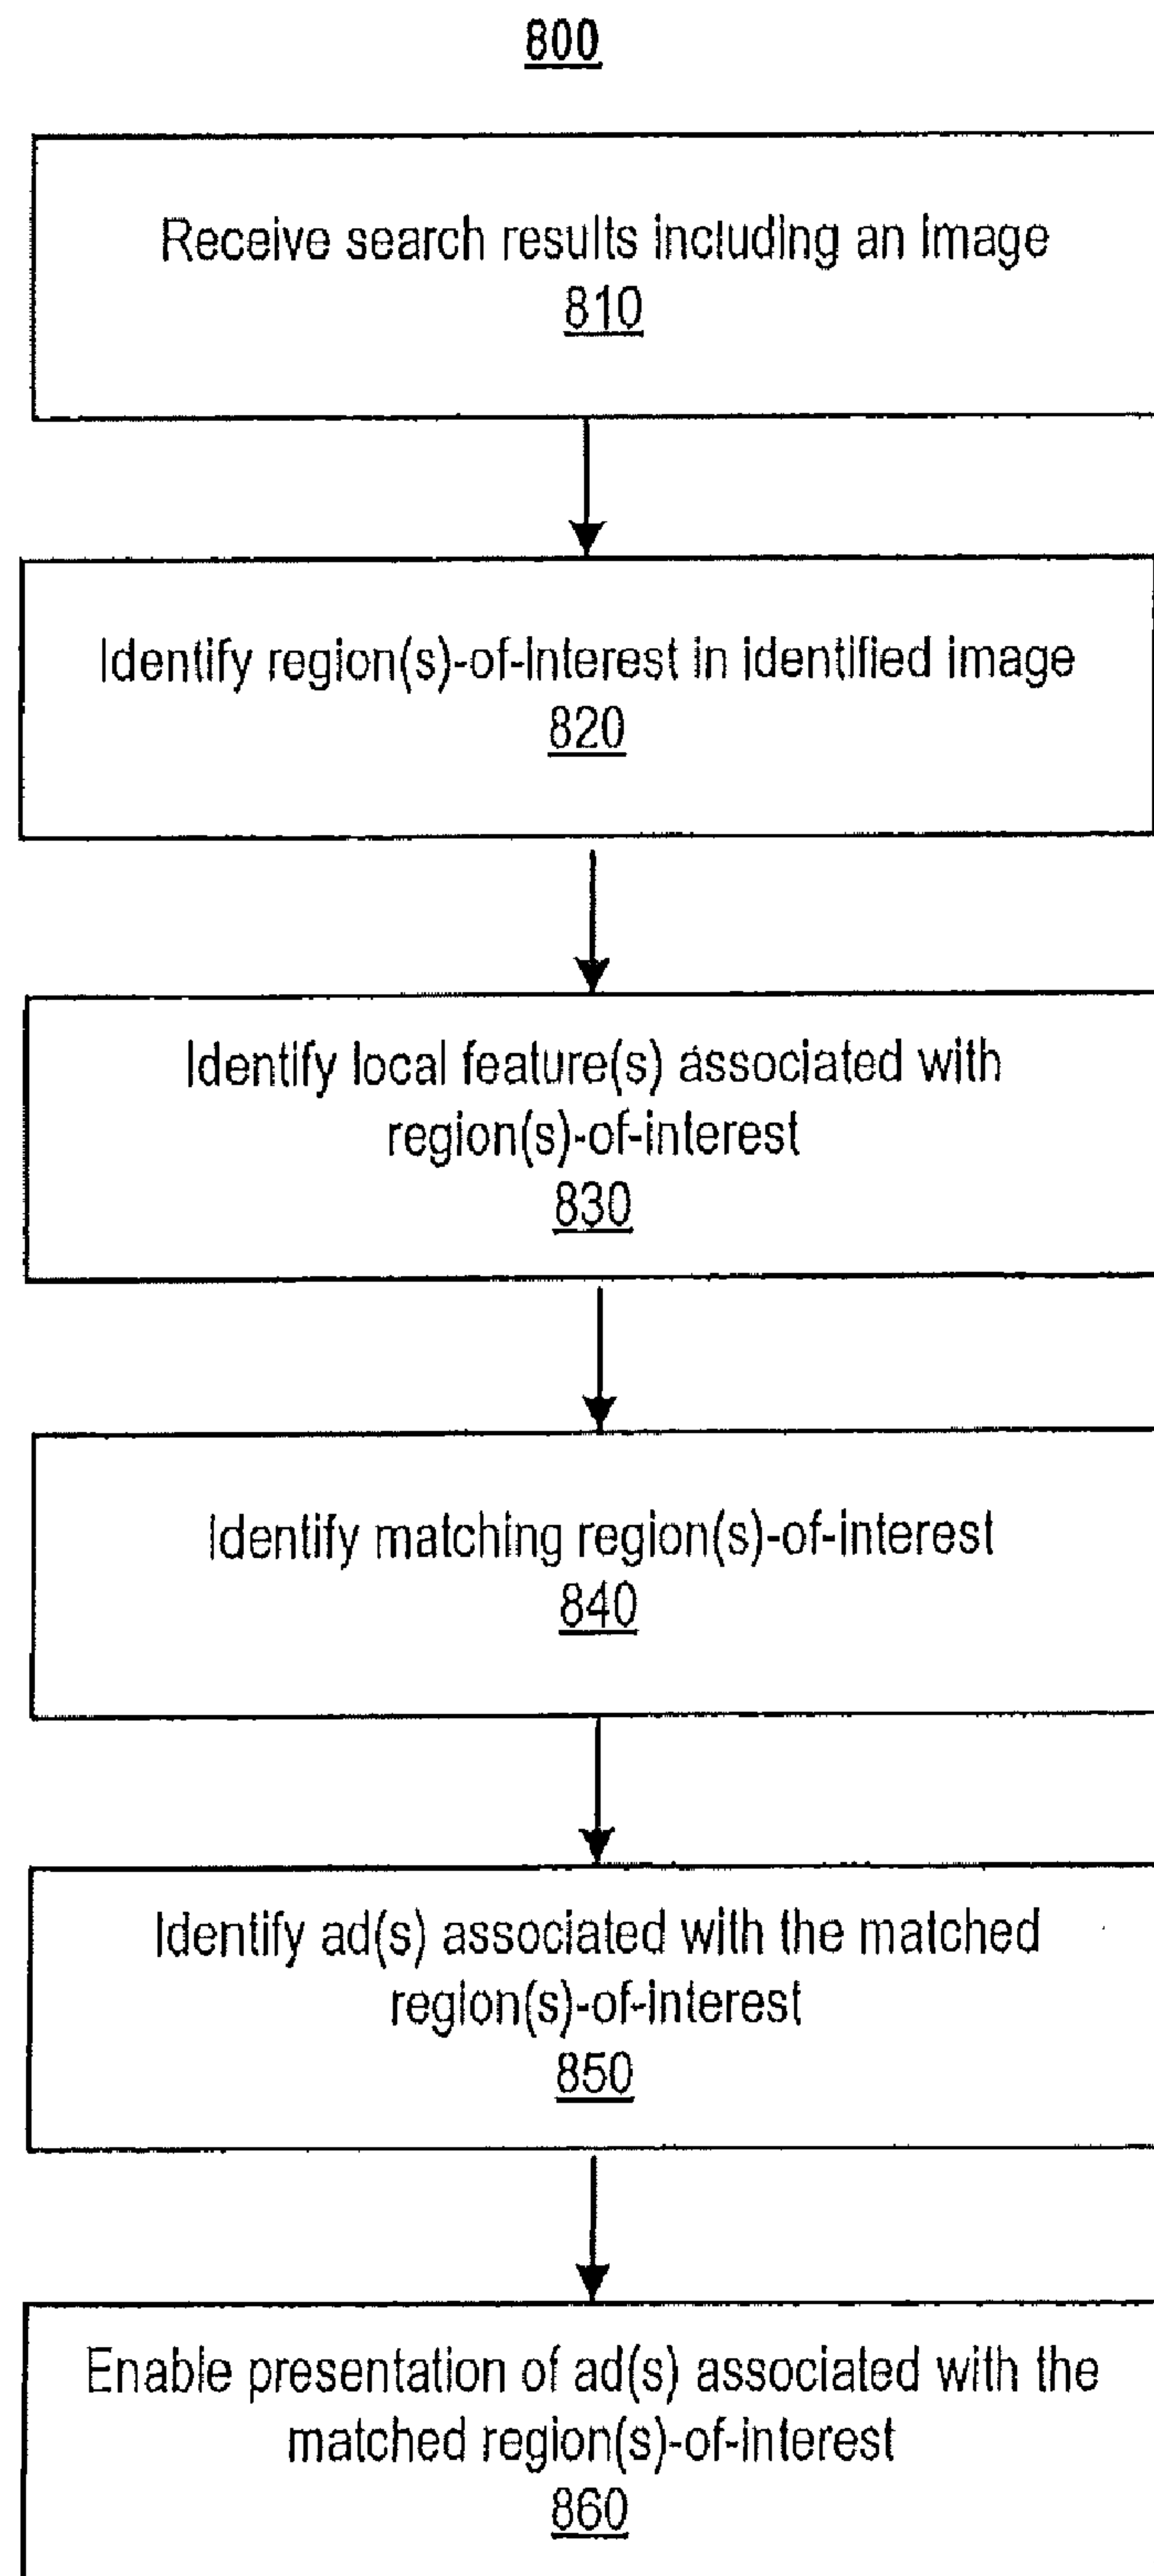 800
Receive search results including an image
810
Identify region(s)-of-interest in identified image
820
Identify local feature(s) associated with
region(s)-of-interest
830
Identify matching region(s)-of-interest
840
Identify ad(s) associated with the matched
region(s)-of-interest
850
Enable presentation of ad(s) associated with the
matched region(s)-of-interest
860